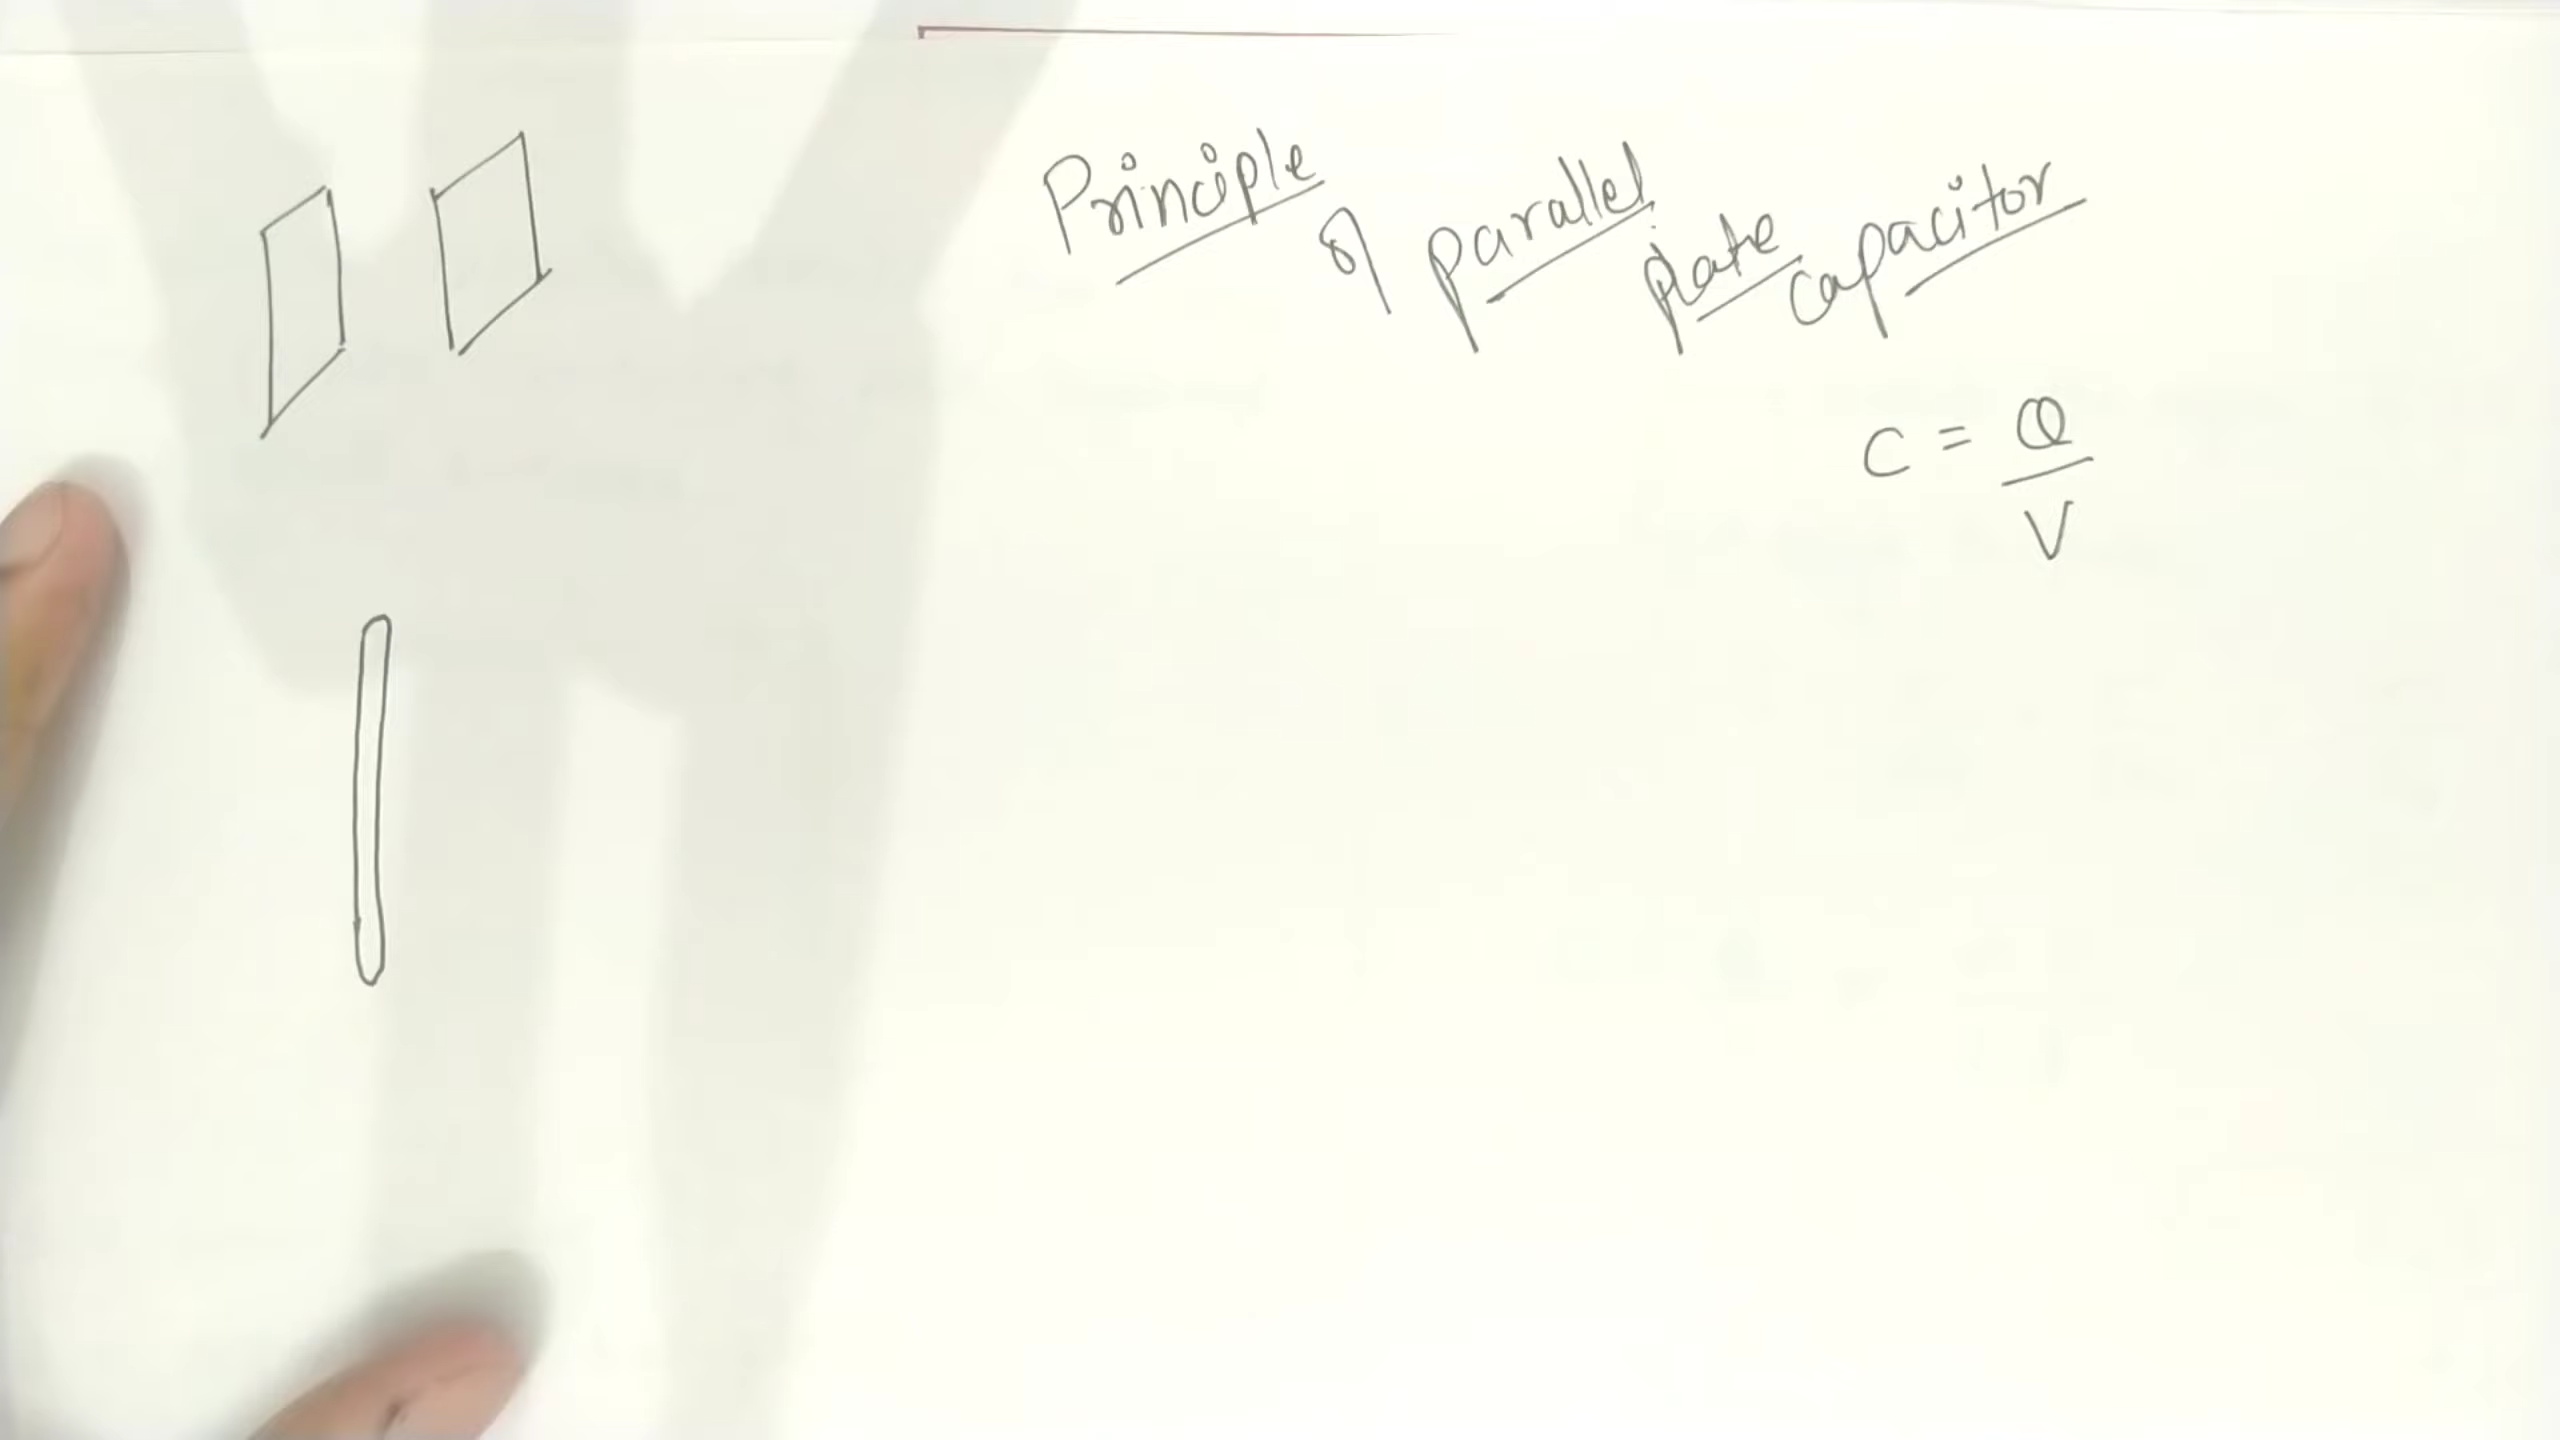 Principle of parallel plate capacitor
C = Q
V